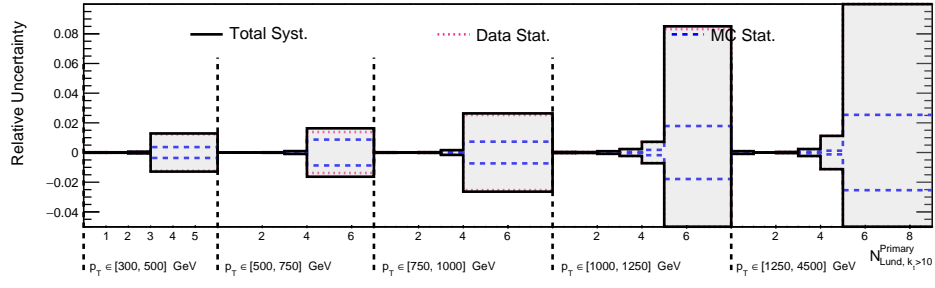 Relative Uncertainty
Total Syst. Data Stat. MC Stat.
0.08
0.06
0.04
0.02
0
−0.02
−0.04
1 2 3 4 5 2 4 6 2 4 6 2 4 6 2 4 6 8
p_T ∈ [300, 500] GeV p_T ∈ [500, 750] GeV p_T ∈ [750, 1000] GeV p_T ∈ [1000, 1250] GeV p_T ∈ [1250, 4500] GeV
N^Primary_Lund, k_t>10